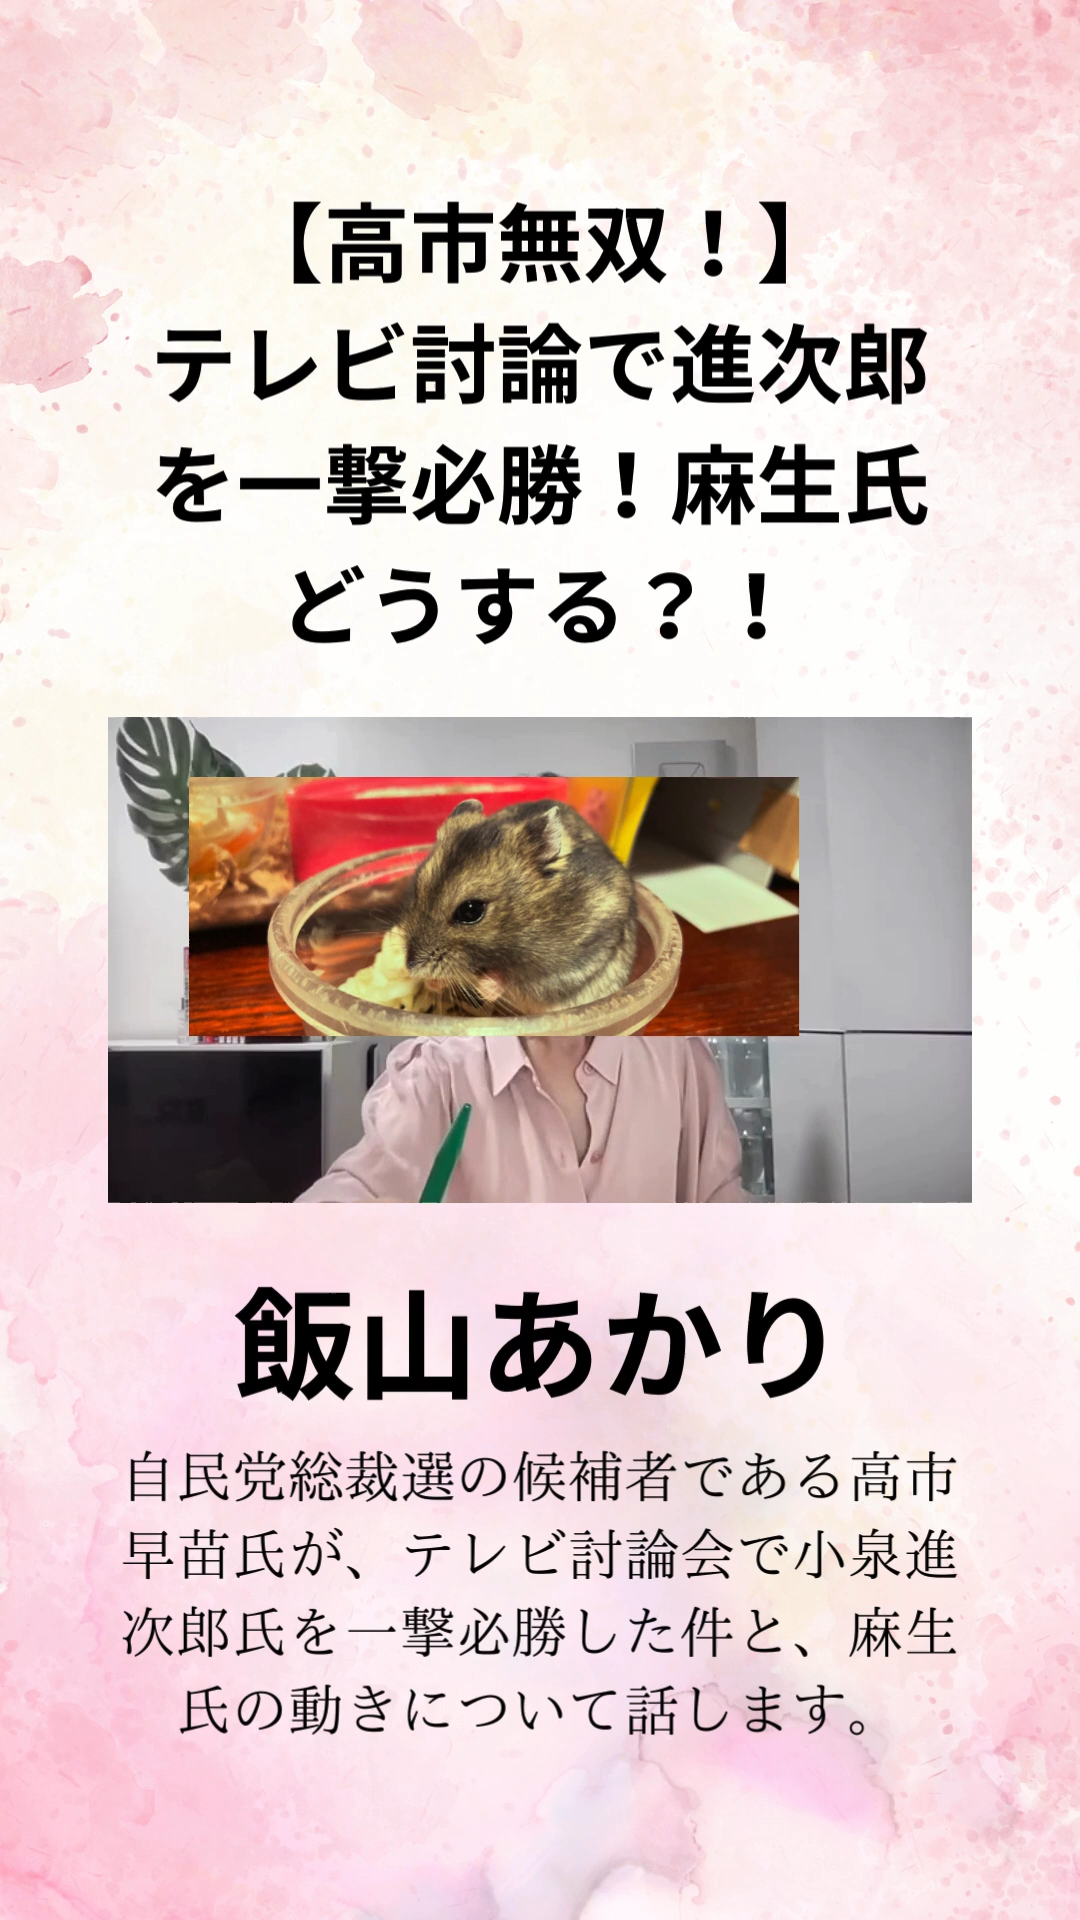 【高市無双！】
テレビ討論で進次郎
を一撃必勝！麻生氏
どうする？！
飯山あかり
自民党総裁選の候補者である高市
早苗氏が、テレビ討論会で小泉進
次郎氏を一撃必勝した件と、麻生
氏の動きについて話します。